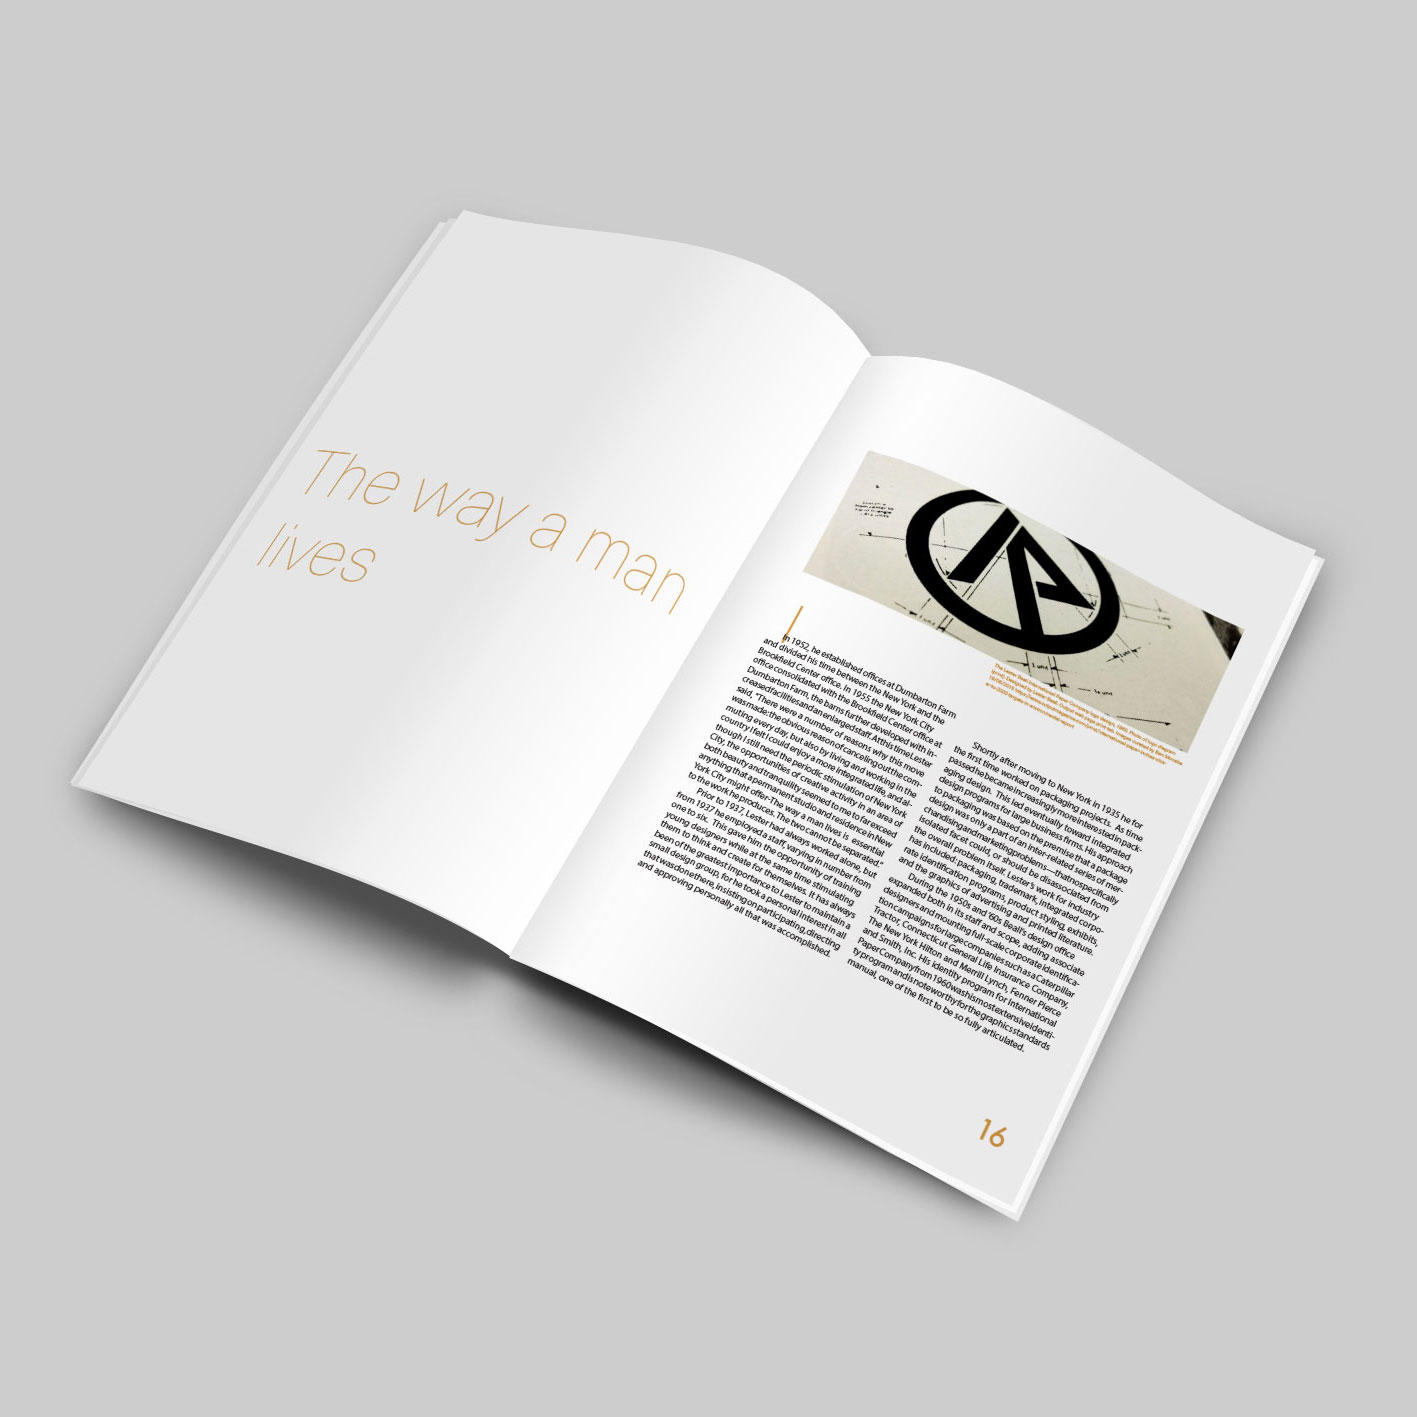 The way a man
lives
In 1952, he established offices at Dumbarton Farm
and divided his time between the New York and the
Brookfield Center office. In 1955 the New York City
office consolidated with the Brookfield Center office at
Dumbarton Farm, the barns further developed with in-
creased facilities and an enlarged staff. At this time Lester
said, "There were a number of reasons why this move
was made: the obvious reason of canceling out the com-
muting every day, but also by living and working in the
country I felt I could enjoy a more integrated life, and al-
though I still need the periodic stimulation of New York
City, the opportunities of creative activity in an area of
both beauty and tranquility seemed to me to far exceed
anything that a permanent studio and residence in New
York City might offer. The way a man lives is essential
to the work he produces. The two cannot be separated."
Prior to 1937, Lester had always worked alone, but
from 1937 he employed a staff, varying in number from
one to six. This gave him the opportunity of training
young designers while at the same time stimulating
them to think and create for themselves. It has always
been of the greatest importance to Lester to maintain a
small design group, for he took a personal interest in all
that was done there, insisting on participating, directing
and approving personally all that was accomplished.
Shortly after moving to New York in 1935 he for
the first time worked on packaging projects. As time
passed he became increasingly more interested in pack-
aging design. This led eventually toward integrated
design programs for large business firms. His approach
to packaging was based on the premise that a package
design was only a part of an inter-related series of mer-
chandising and marketing problems—that no specifically
isolated facet could, or should be disassociated from
the overall problem itself. Lester's work for industry
has included: packaging, trademark, integrated corpo-
rate identification programs, product styling, exhibits,
and the graphics of advertising and printed literature.
During the 1950s and '60s Beall's design office
expanded both in its staff and scope, adding associate
designers and mounting full-scale corporate identifica-
tion campaigns for large companies such as a Caterpillar
Tractor, Connecticut General Life Insurance Company,
The New York Hilton and Merrill Lynch, Fenner Pierce
and Smith, Inc. His identity program for International
Paper Company from 1960 was his most extensive identi-
ty program and is noteworthy for the graphics standards
manual, one of the first to be so fully articulated.
16